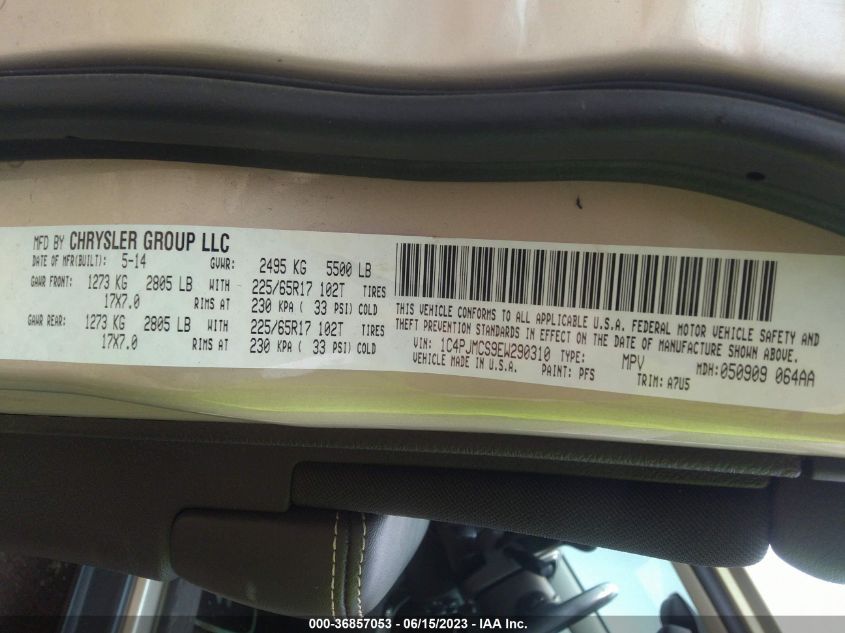 MFD BY CHRYSLER GROUP LLC
DATE OF MFR(BUILT): 5-14 GVWR: 2495 KG 5500 LB
GAWR FRONT: 1273 KG 2805 LB WITH 225/65R17 102T TIRES
17X7.0 RIMS AT 230 KPA ( 33 PSI) COLD
GAWR REAR: 1273 KG 2805 LB WITH 225/65R17 102T TIRES
17X7.0 RIMS AT 230 KPA ( 33 PSI) COLD
THIS VEHICLE CONFORMS TO ALL APPLICABLE U.S.A. FEDERAL MOTOR VEHICLE SAFETY AND
THEFT PREVENTION STANDARDS IN EFFECT ON THE DATE OF MANUFACTURE SHOWN ABOVE.
VIN: 1C4PJMCS9EW290310 TYPE: MPV MDH:050909 064AA
VEHICLE MADE IN U.S.A. PAINT: PFS TRIM: A7U5
000-36857053 - 06/15/2023 - IAA Inc.